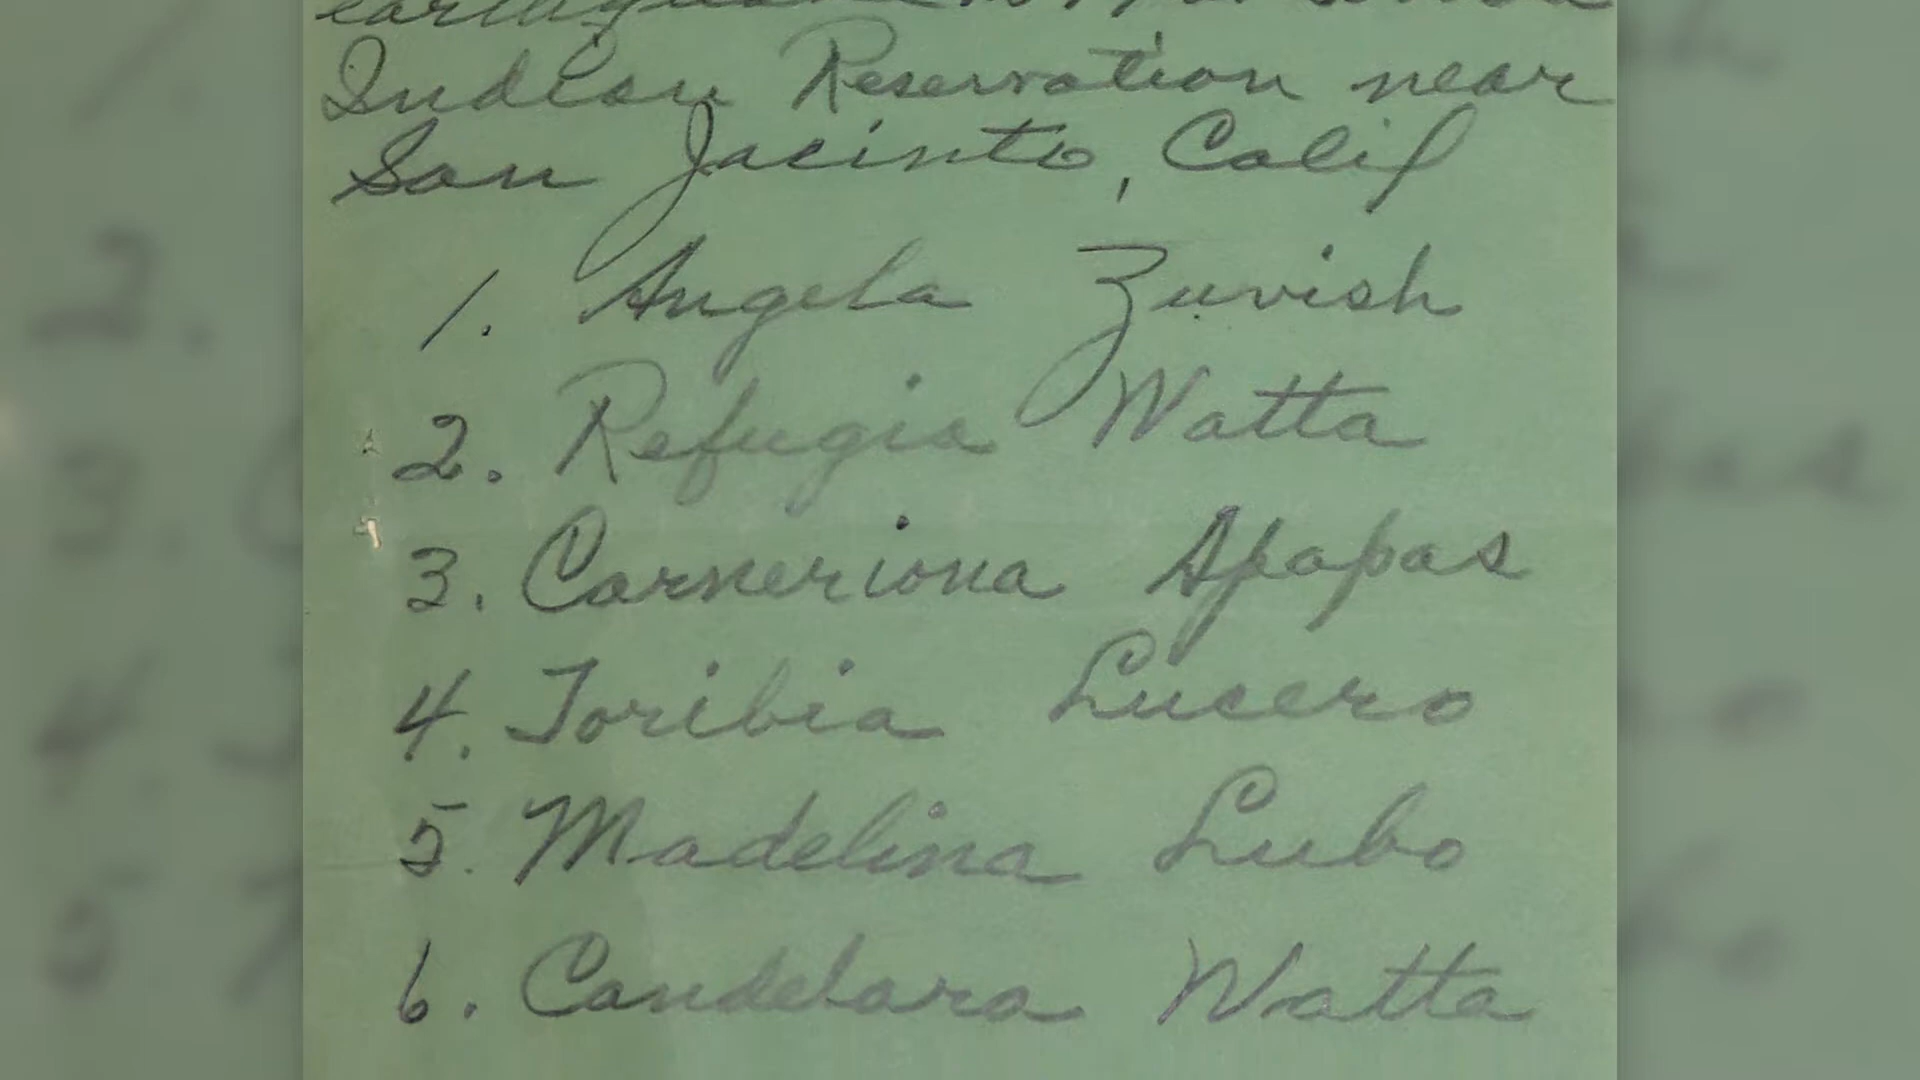 Indian Reservation near
San Jacinto, Calif
1. Angela Zuvish
2. Refugia Watta
3. Carneriona Apapas
4. Toribia Lucero
5. Madelina Lubo
6. Candelara Watta